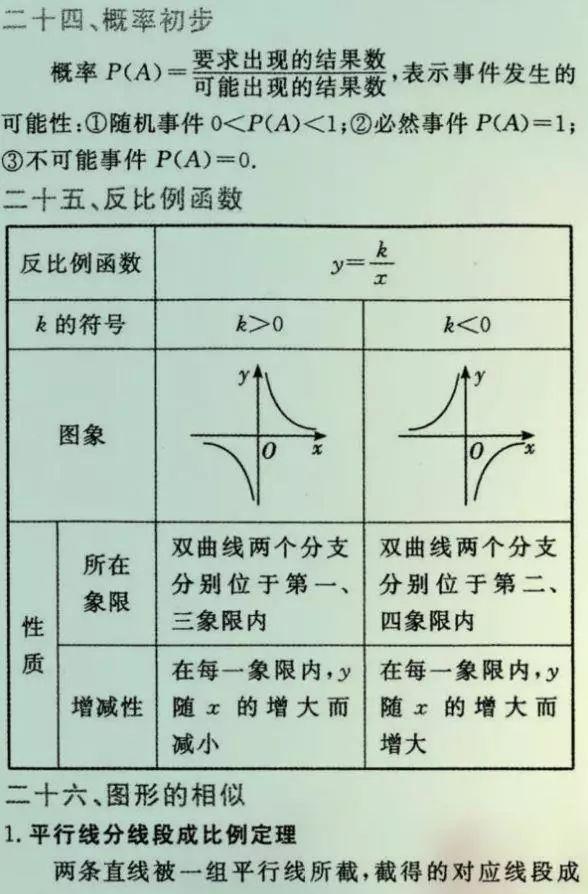 二十四、概率初步
概率 P(A)=要求出现的结果数/可能出现的结果数,表示事件发生的
可能性:①随机事件 0<P(A)<1;②必然事件 P(A)=1;
③不可能事件 P(A)=0.
二十五、反比例函数
反比例函数 y=k/x
k 的符号 k>0 k<0
图象
y O x
y O x
性质
所在
象限
双曲线两个分支
分别位于第一、
三象限内
双曲线两个分支
分别位于第二、
四象限内
增减性
在每一象限内,y
随 x 的增大而
减小
在每一象限内,y
随 x 的增大而
增大
二十六、图形的相似
1. 平行线分线段成比例定理
两条直线被一组平行线所截,截得的对应线段成